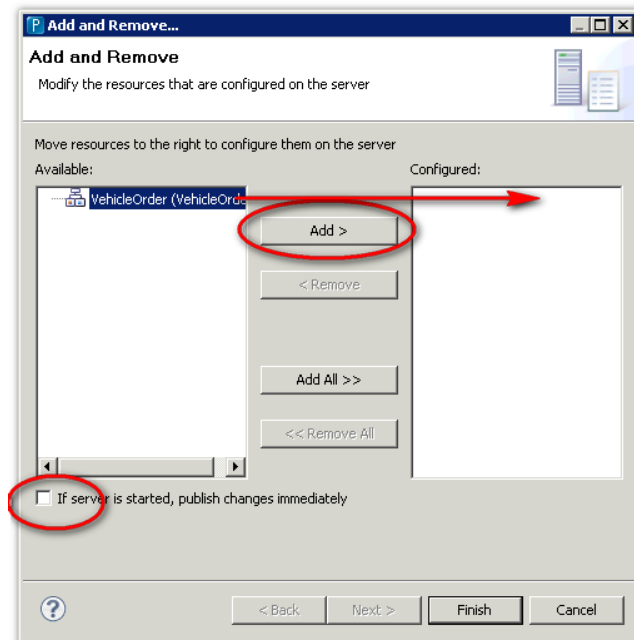 Add and Remove...
Add and Remove
Modify the resources that are configured on the server
Move resources to the right to configure them on the server
Available:
Configured:
VehicleOrder (VehicleOrde
Add >
< Remove
Add All >>
<< Remove All
If server is started, publish changes immediately
?
< Back
Next >
Finish
Cancel